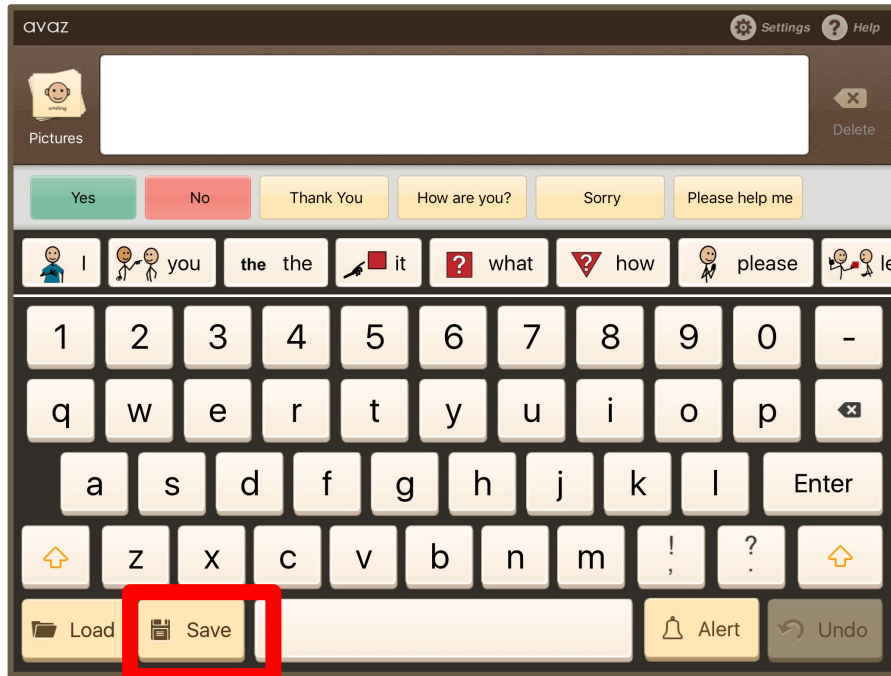 avaz Settings ? Help
smiling
Pictures Delete
Yes No Thank You How are you? Sorry Please help me
I you the the it ? what ? how please le
1 2 3 4 5 6 7 8 9 0 -
q w e r t y u i o p
a s d f g h j k l Enter
z x c v b n m ! , ? .
Load Save Alert Undo